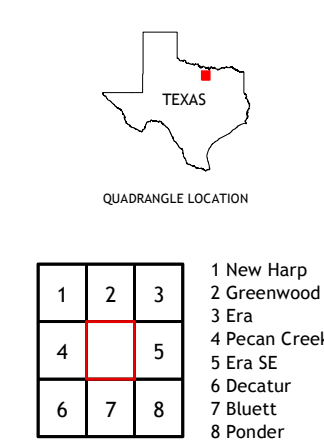 TEXAS
QUADRANGLE LOCATION
1 2 3
4 5
6 7 8
1 New Harp
2 Greenwood
3 Era
4 Pecan Creek
5 Era SE
6 Decatur
7 Bluett
8 Ponder